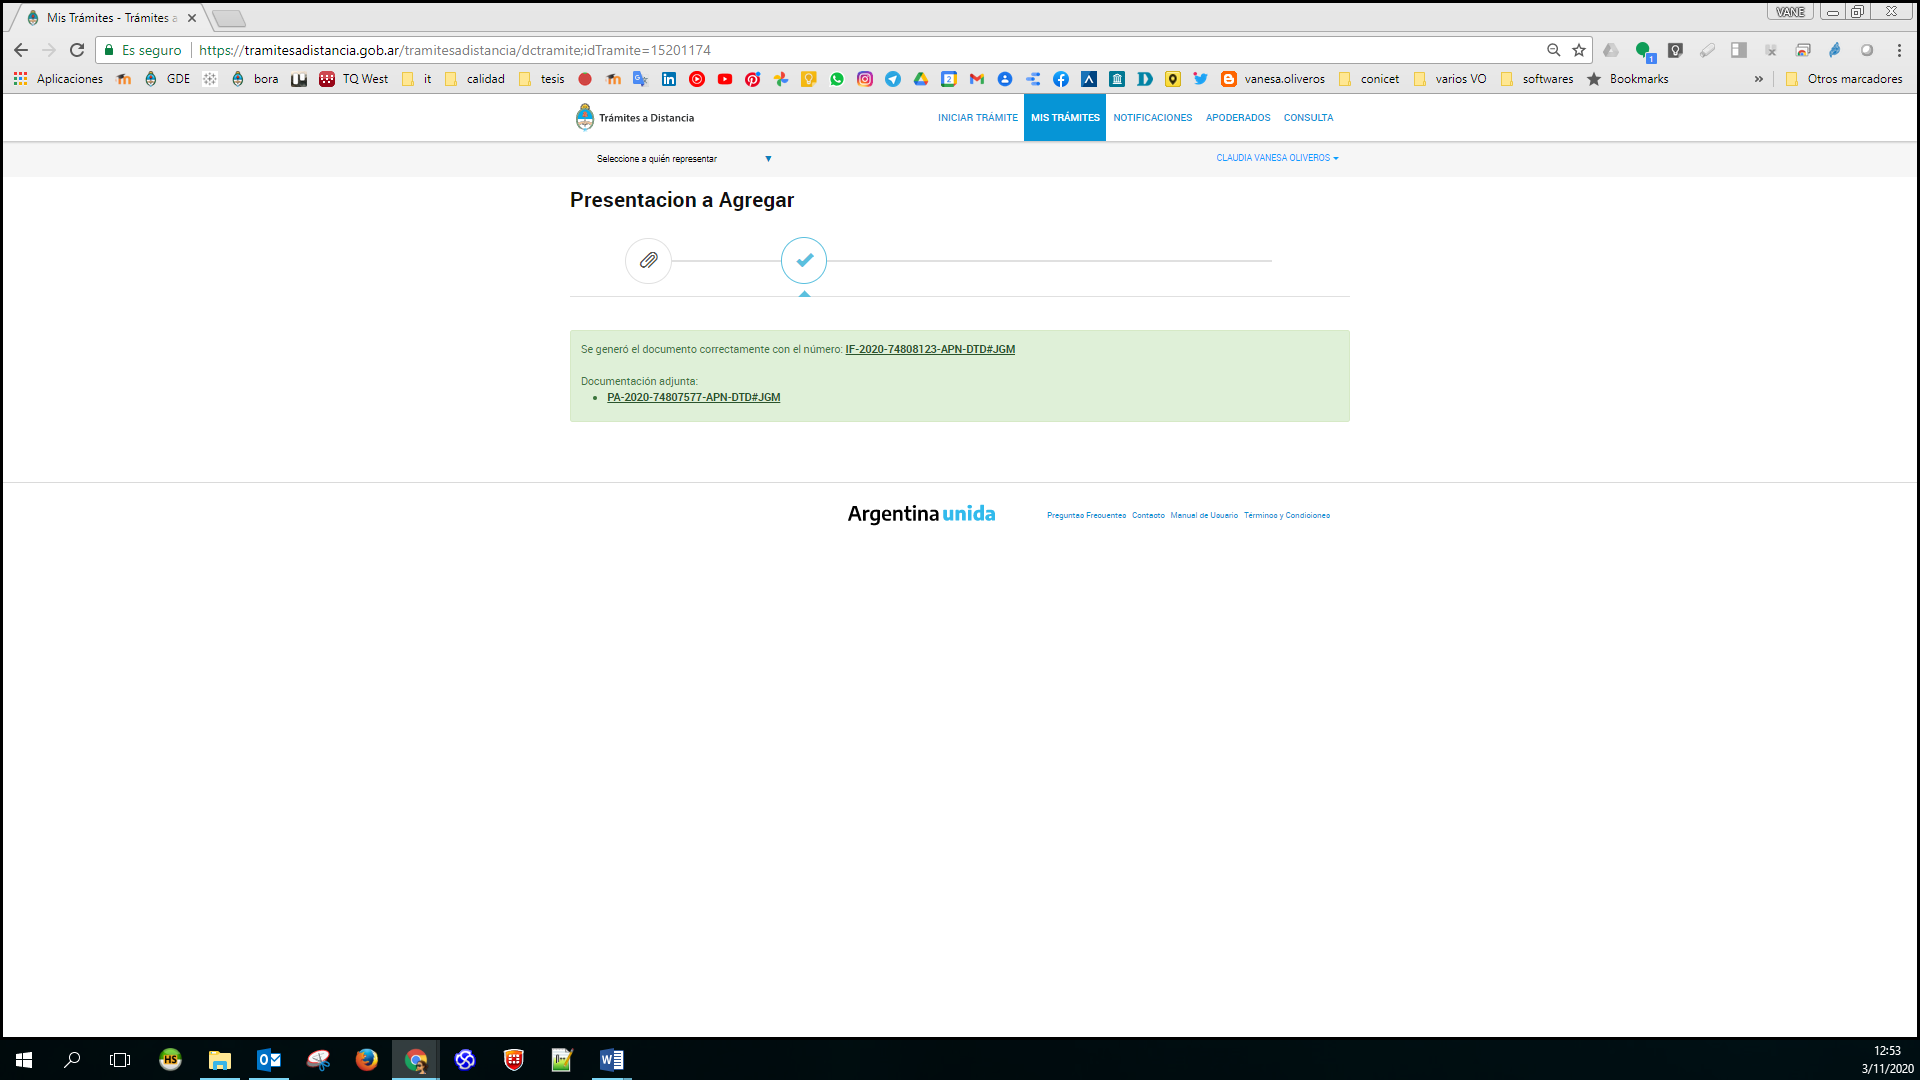 Mis Trámites - Trámites a
VANE
Es seguro https://tramitesadistancia.gob.ar/tramitesadistancia/dctramite;idTramite=15201174
Aplicaciones GDE bora TQ West it calidad tesis vanesa.oliveros conicet varios VO softwares Bookmarks » Otros marcadores
Trámites a Distancia INICIAR TRÁMITE MIS TRÁMITES NOTIFICACIONES APODERADOS CONSULTA
Seleccione a quién representar CLAUDIA VANESA OLIVEROS
Presentacion a Agregar
Se generó el documento correctamente con el número: IF-2020-74808123-APN-DTD#JGM
Documentación adjunta:
• PA-2020-74807577-APN-DTD#JGM
Argentina unida Preguntas Frecuentes Contacto Manual de Usuario Términos y Condiciones
12:53
3/11/2020